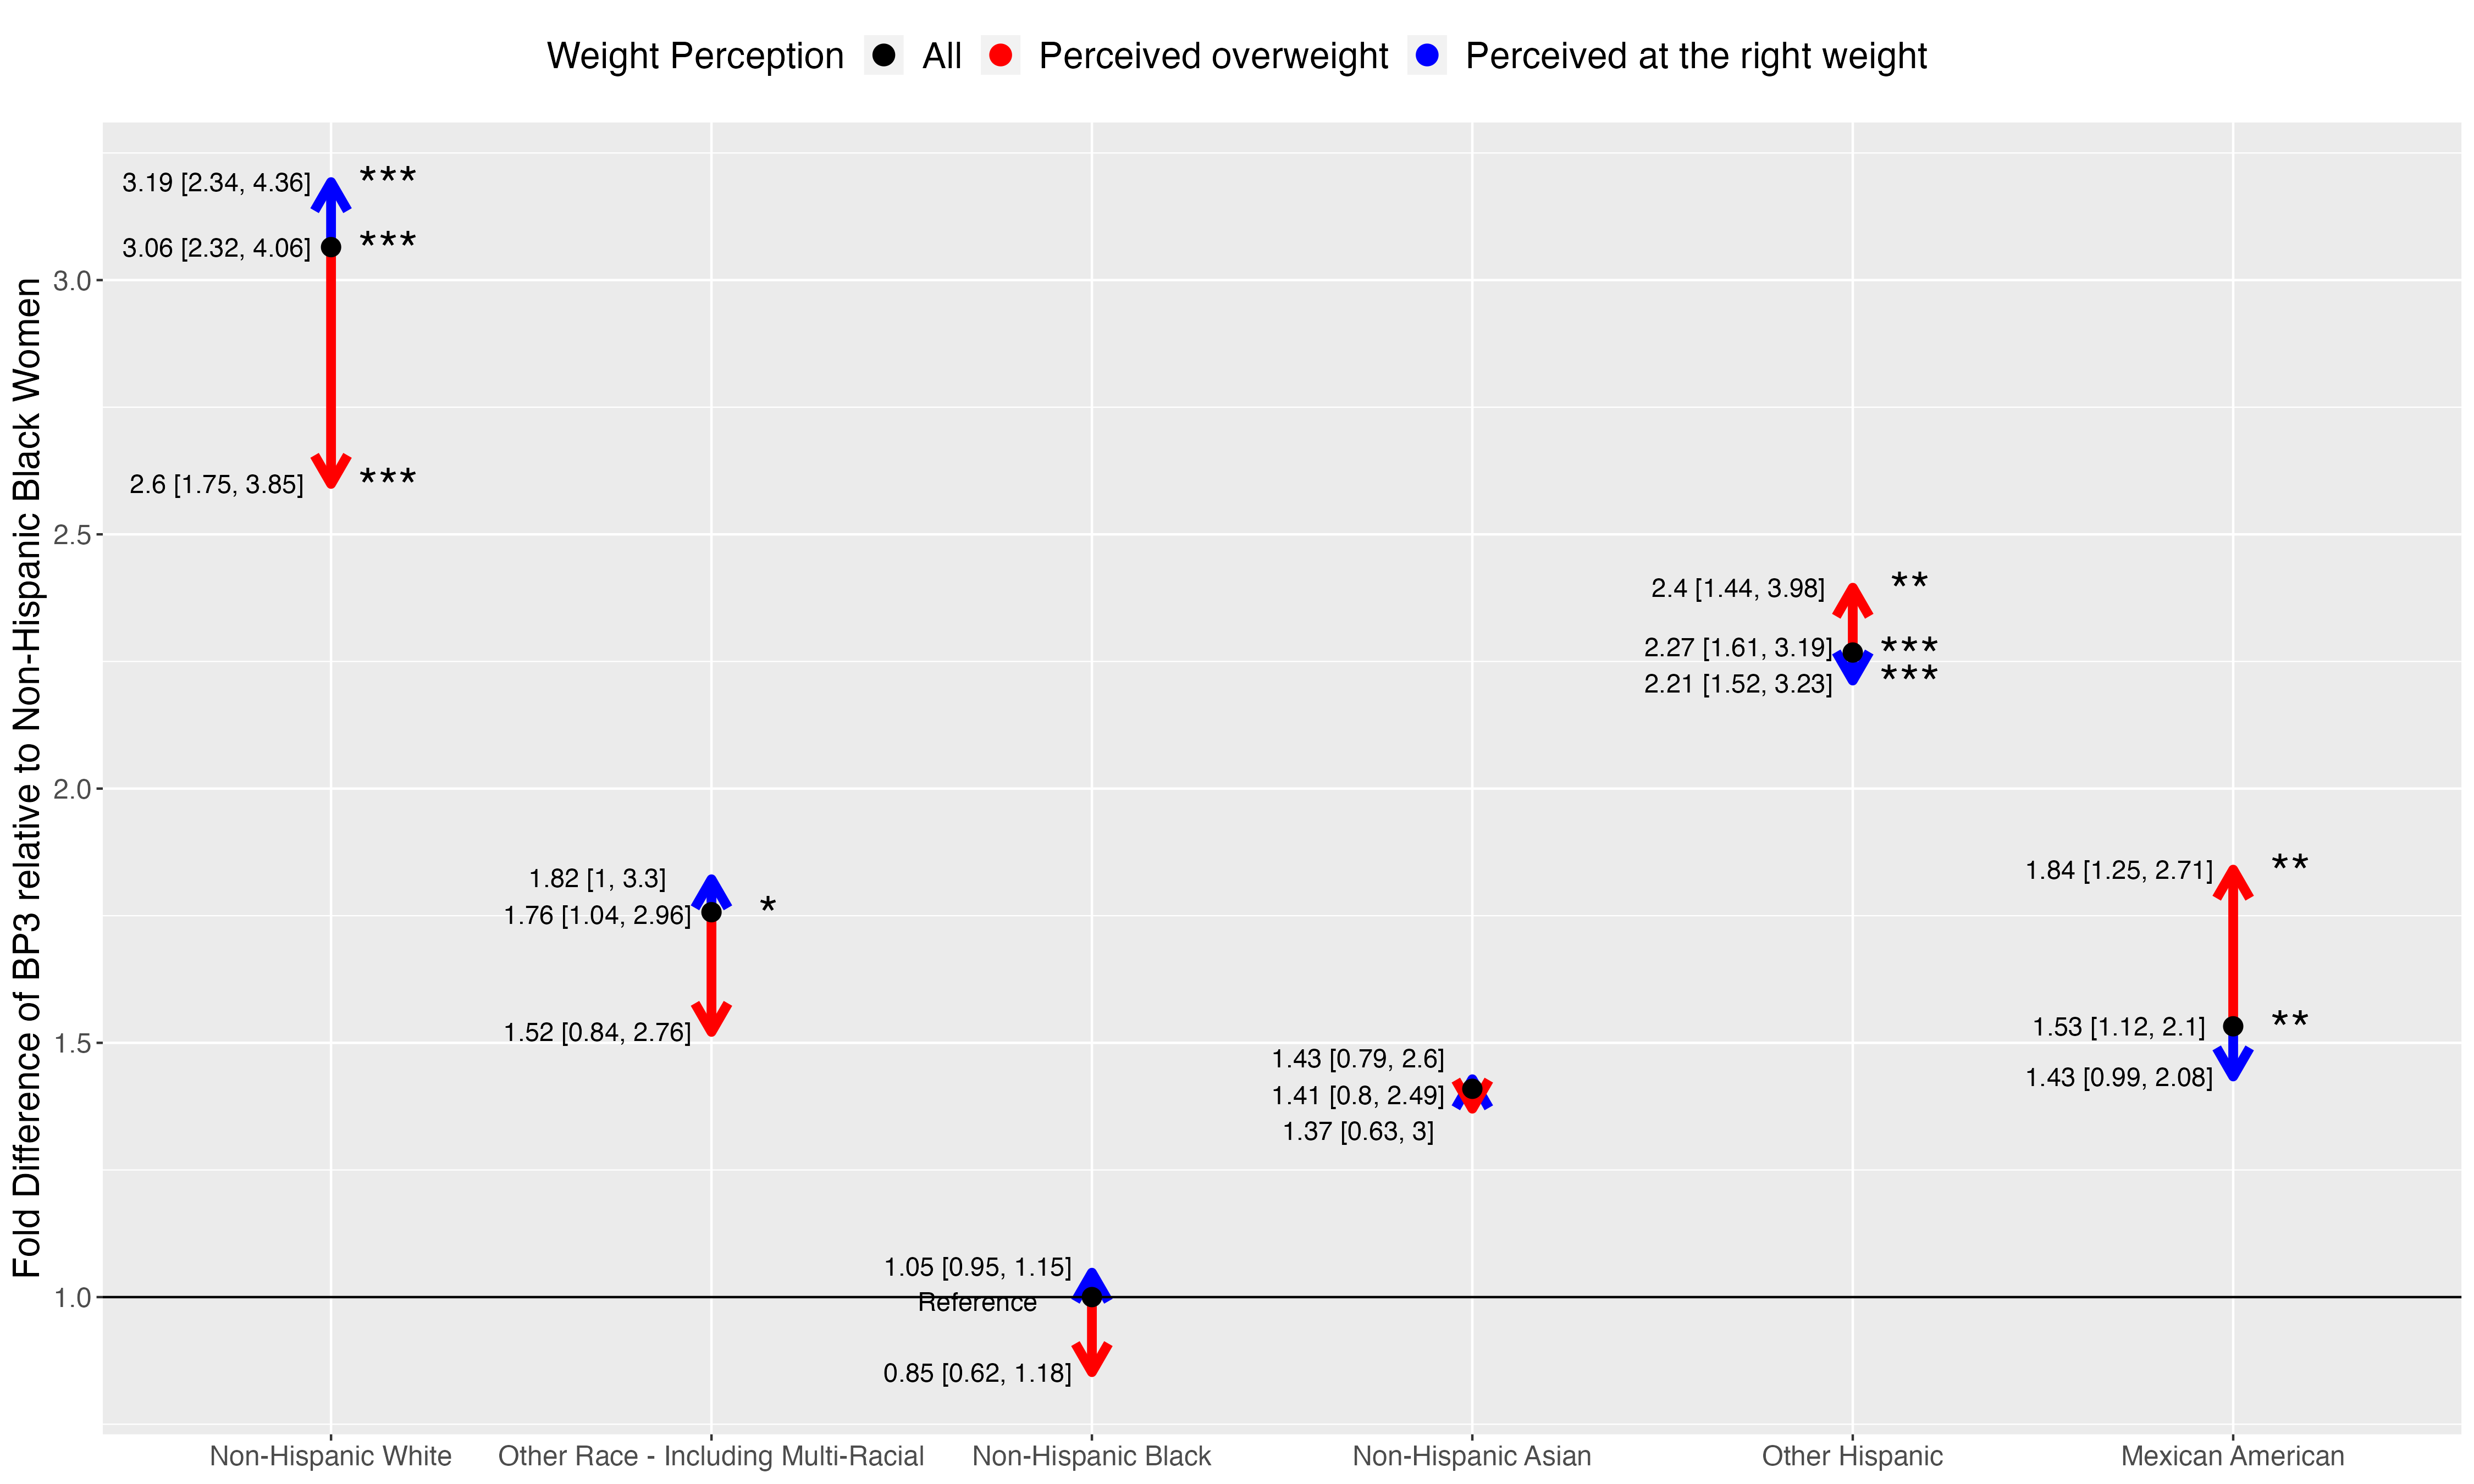 Weight Perception All Perceived overweight Perceived at the right weight
Fold Difference of BP3 relative to Non-Hispanic Black Women
3.0
2.5
2.0
1.5
1.0
3.19 [2.34, 4.36] ***
3.06 [2.32, 4.06] ***
2.6 [1.75, 3.85] ***
1.82 [1, 3.3]
1.76 [1.04, 2.96] *
1.52 [0.84, 2.76]
1.05 [0.95, 1.15]
Reference
0.85 [0.62, 1.18]
1.43 [0.79, 2.6]
1.41 [0.8, 2.49]
1.37 [0.63, 3]
2.4 [1.44, 3.98] **
2.27 [1.61, 3.19] ***
2.21 [1.52, 3.23] ***
1.84 [1.25, 2.71] **
1.53 [1.12, 2.1] **
1.43 [0.99, 2.08]
Non-Hispanic White
Other Race - Including Multi-Racial
Non-Hispanic Black
Non-Hispanic Asian
Other Hispanic
Mexican American